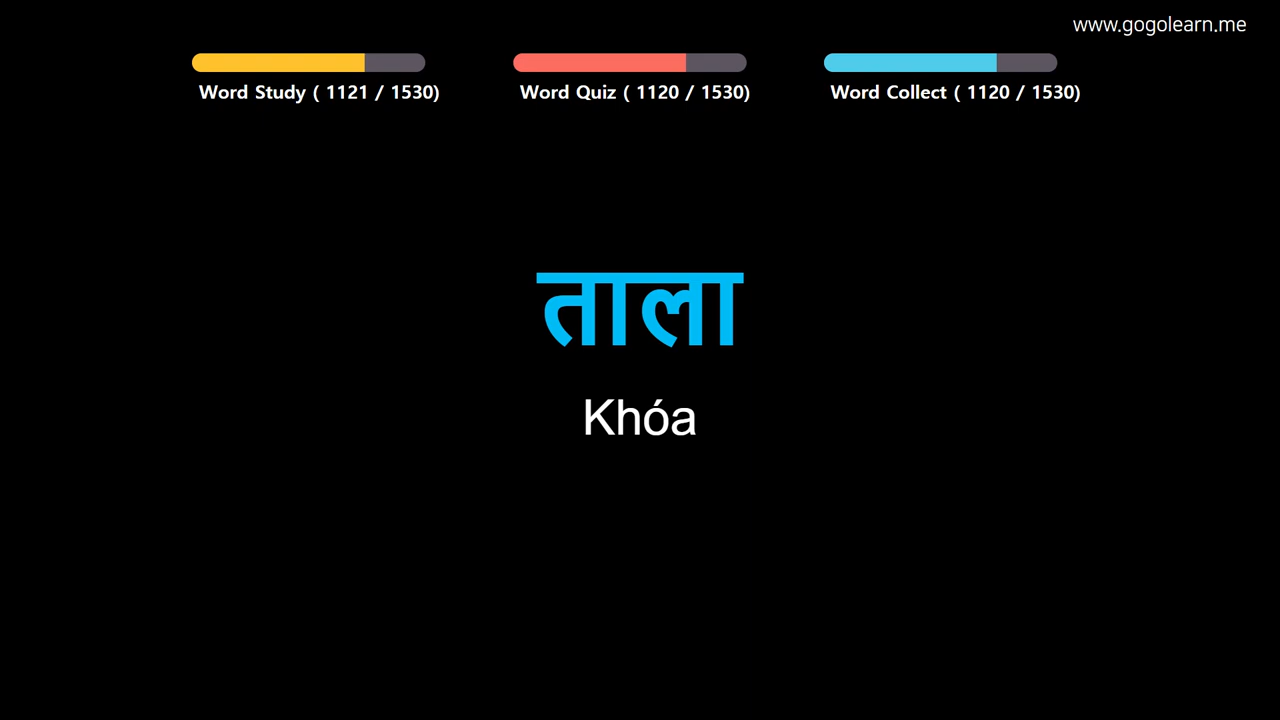 www.gogolearn.me
Word Study ( 1121 / 1530)
Word Quiz ( 1120 / 1530)
Word Collect ( 1120 / 1530)
ताला
Khóa